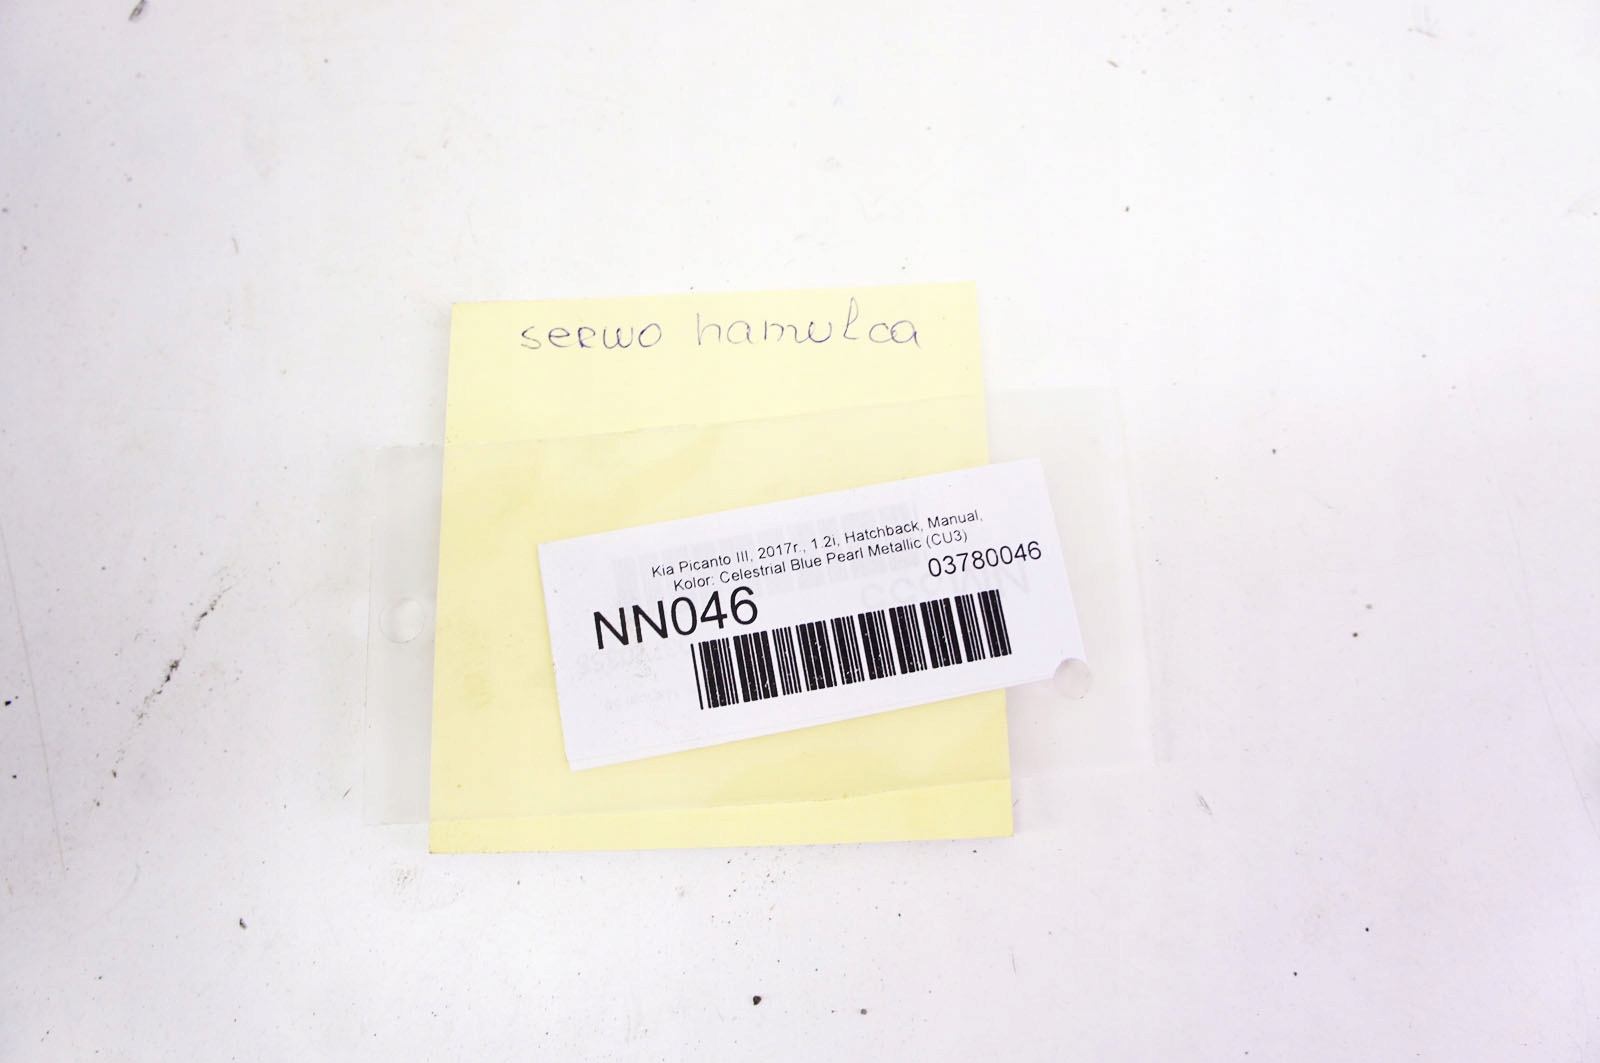 serwo hamulca
Kia Picanto III, 2017r., 1.2i, Hatchback, Manual,
Kolor: Celestrial Blue Pearl Metallic (CU3)
03780046
NN046